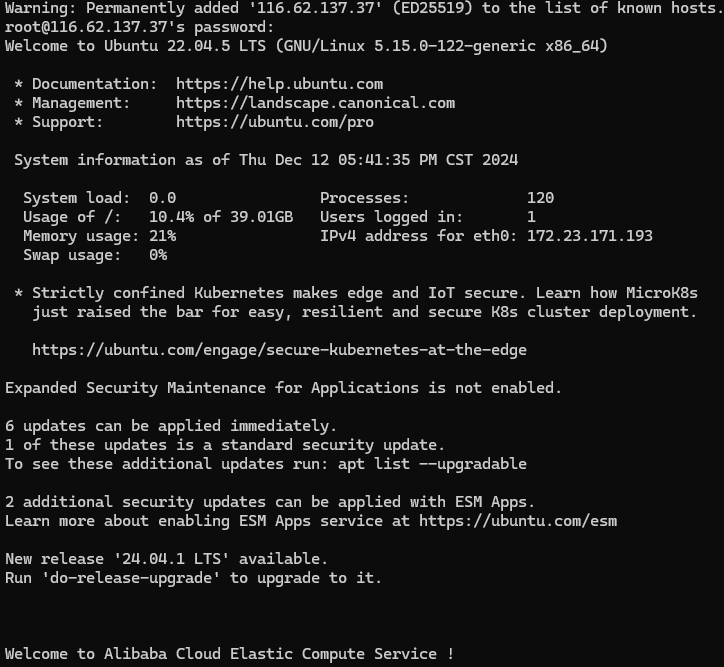 Warning: Permanently added '116.62.137.37' (ED25519) to the list of known hosts.
root@116.62.137.37's password:
Welcome to Ubuntu 22.04.5 LTS (GNU/Linux 5.15.0-122-generic x86_64)

 * Documentation:  https://help.ubuntu.com
 * Management:     https://landscape.canonical.com
 * Support:        https://ubuntu.com/pro

 System information as of Thu Dec 12 05:41:35 PM CST 2024

  System load:  0.0                Processes:             120
  Usage of /:   10.4% of 39.01GB   Users logged in:       1
  Memory usage: 21%                IPv4 address for eth0: 172.23.171.193
  Swap usage:   0%

 * Strictly confined Kubernetes makes edge and IoT secure. Learn how MicroK8s
   just raised the bar for easy, resilient and secure K8s cluster deployment.

   https://ubuntu.com/engage/secure-kubernetes-at-the-edge

Expanded Security Maintenance for Applications is not enabled.

6 updates can be applied immediately.
1 of these updates is a standard security update.
To see these additional updates run: apt list --upgradable

2 additional security updates can be applied with ESM Apps.
Learn more about enabling ESM Apps service at https://ubuntu.com/esm

New release '24.04.1 LTS' available.
Run 'do-release-upgrade' to upgrade to it.

Welcome to Alibaba Cloud Elastic Compute Service !